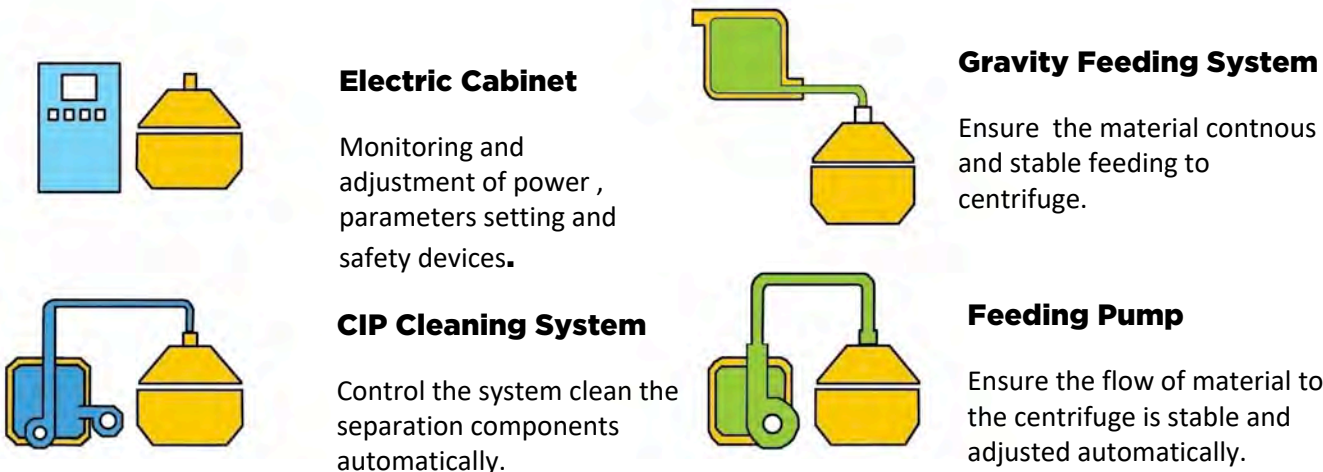 Electric Cabinet
Monitoring and
adjustment of power ,
parameters setting and
safety devices.
Gravity Feeding System
Ensure the material contnous
and stable feeding to
centrifuge.
CIP Cleaning System
Control the system clean the
separation components
automatically.
Feeding Pump
Ensure the flow of material to
the centrifuge is stable and
adjusted automatically.